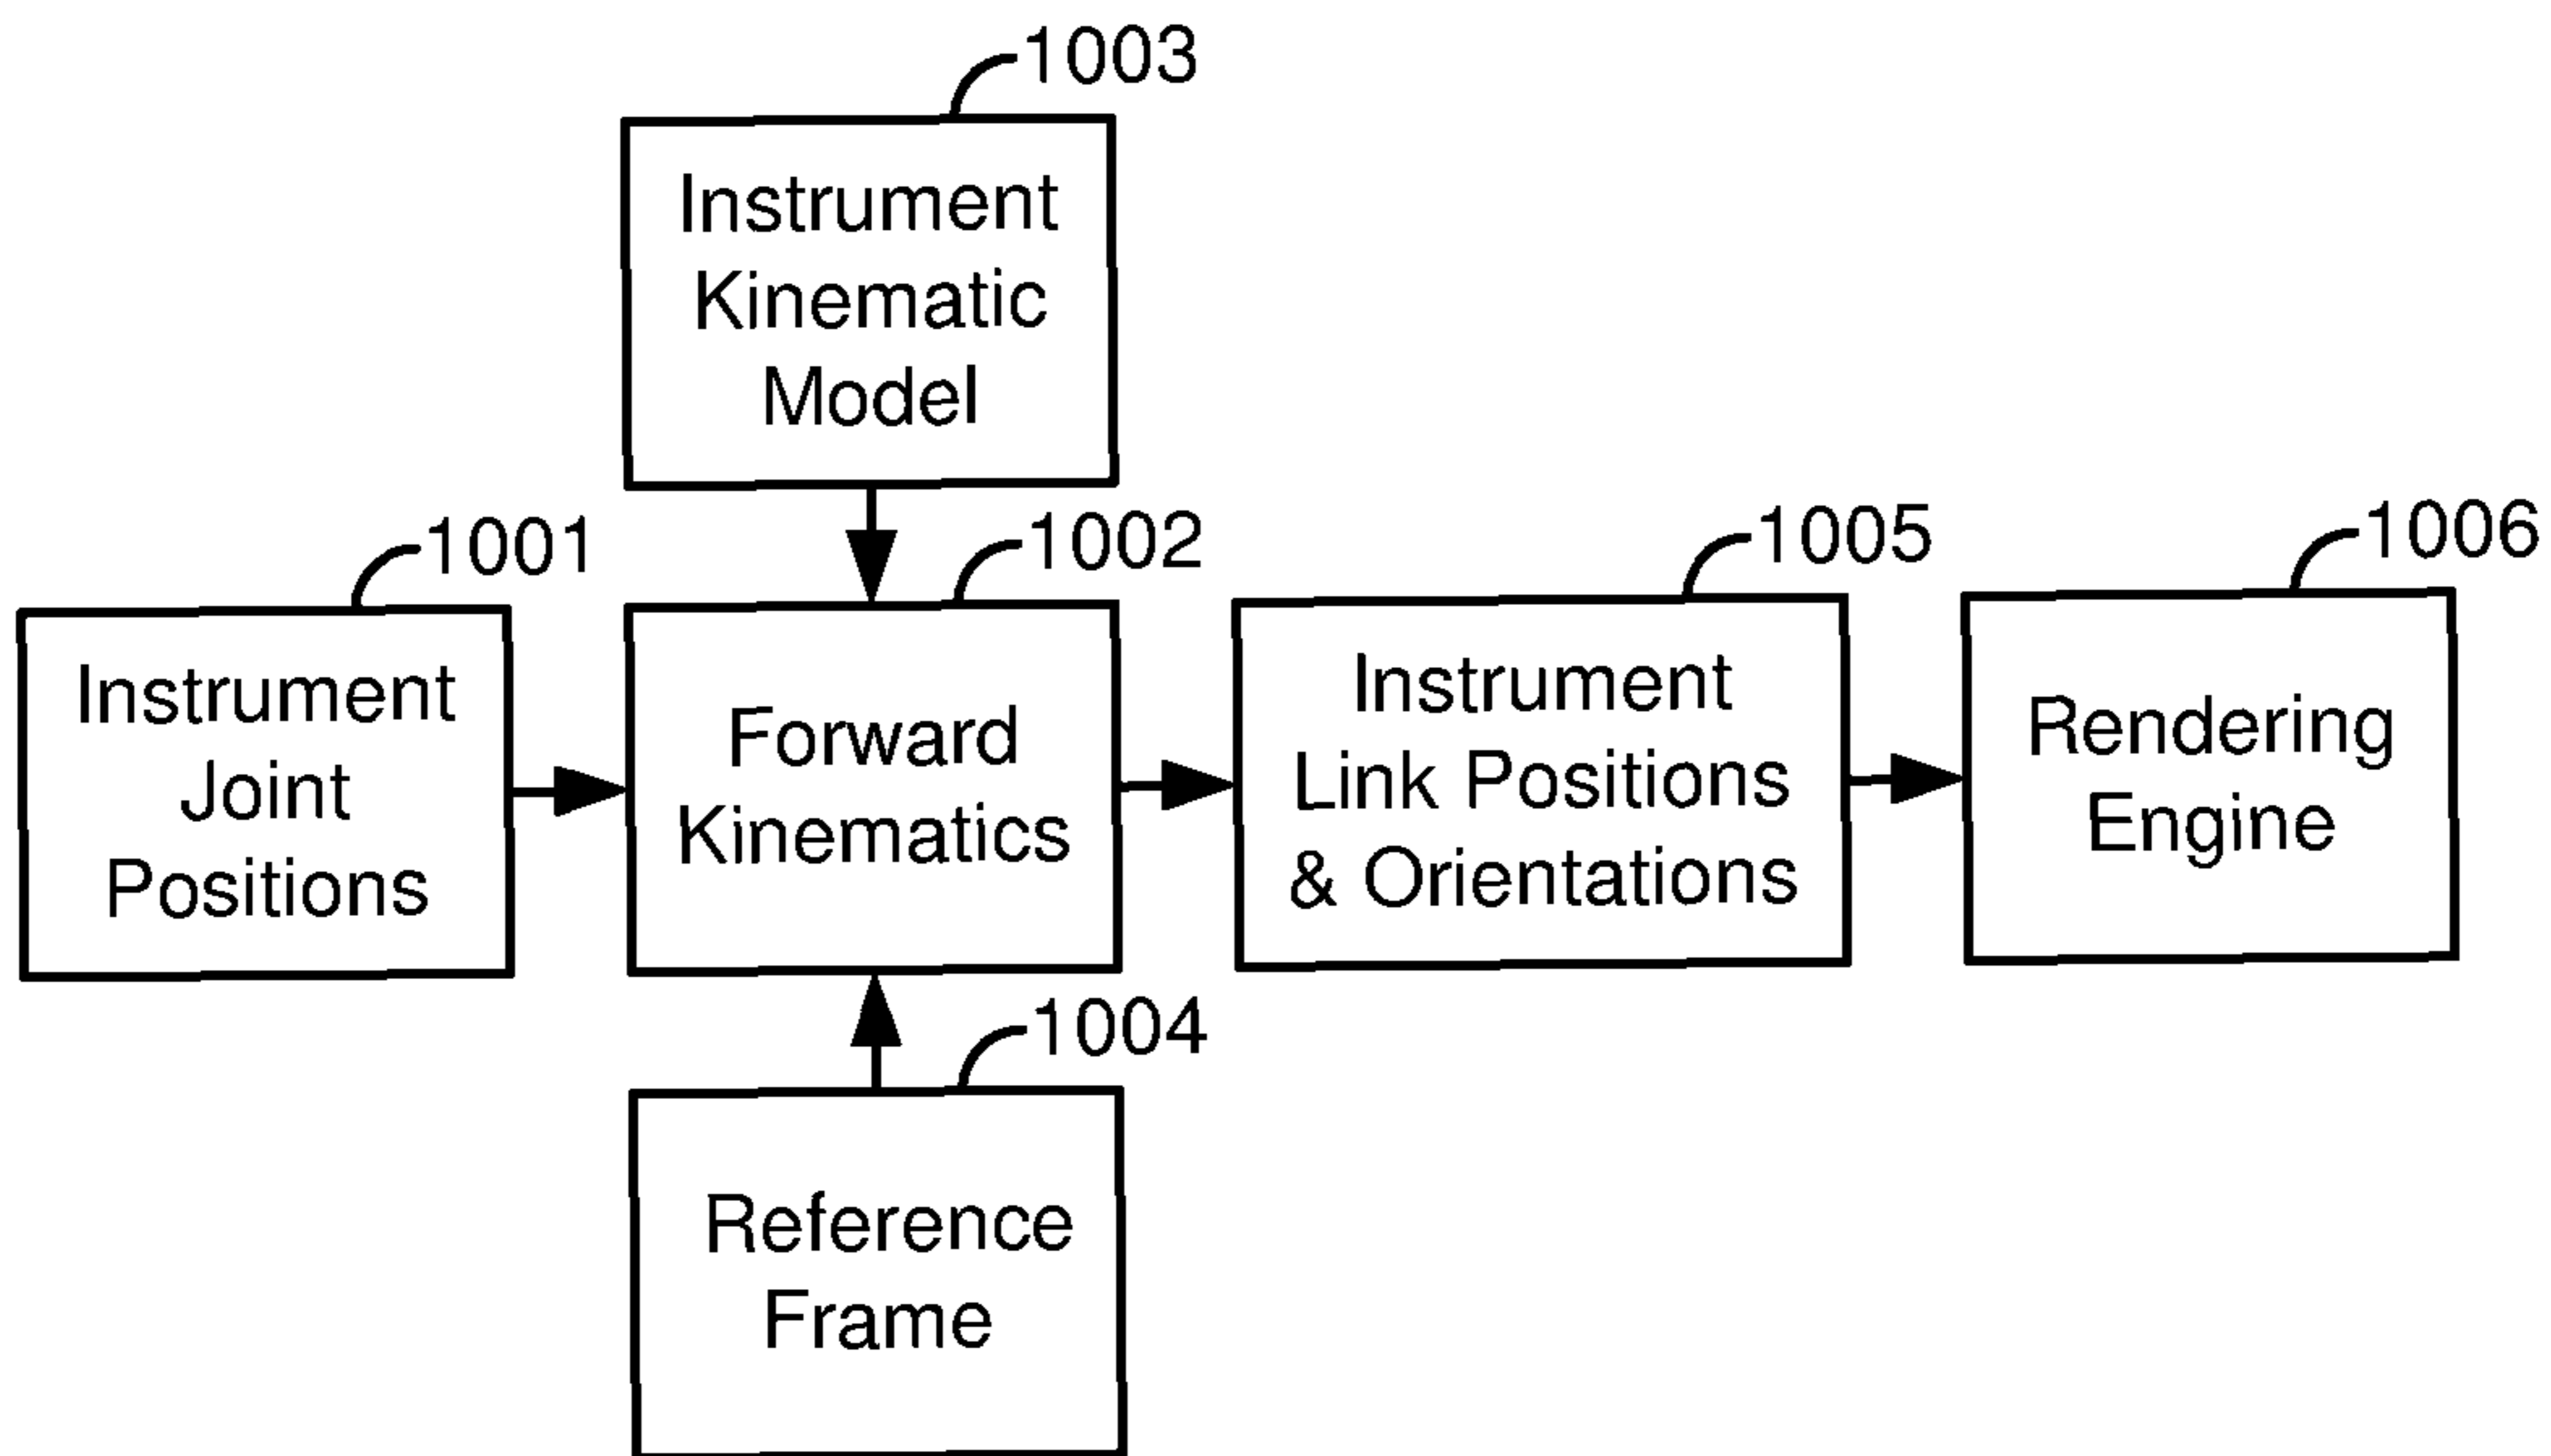 1003
Instrument
Kinematic
Model
1001
Instrument
Joint
Positions
1002
Forward
Kinematics
1005
Instrument
Link Positions
& Orientations
1006
Rendering
Engine
1004
Reference
Frame